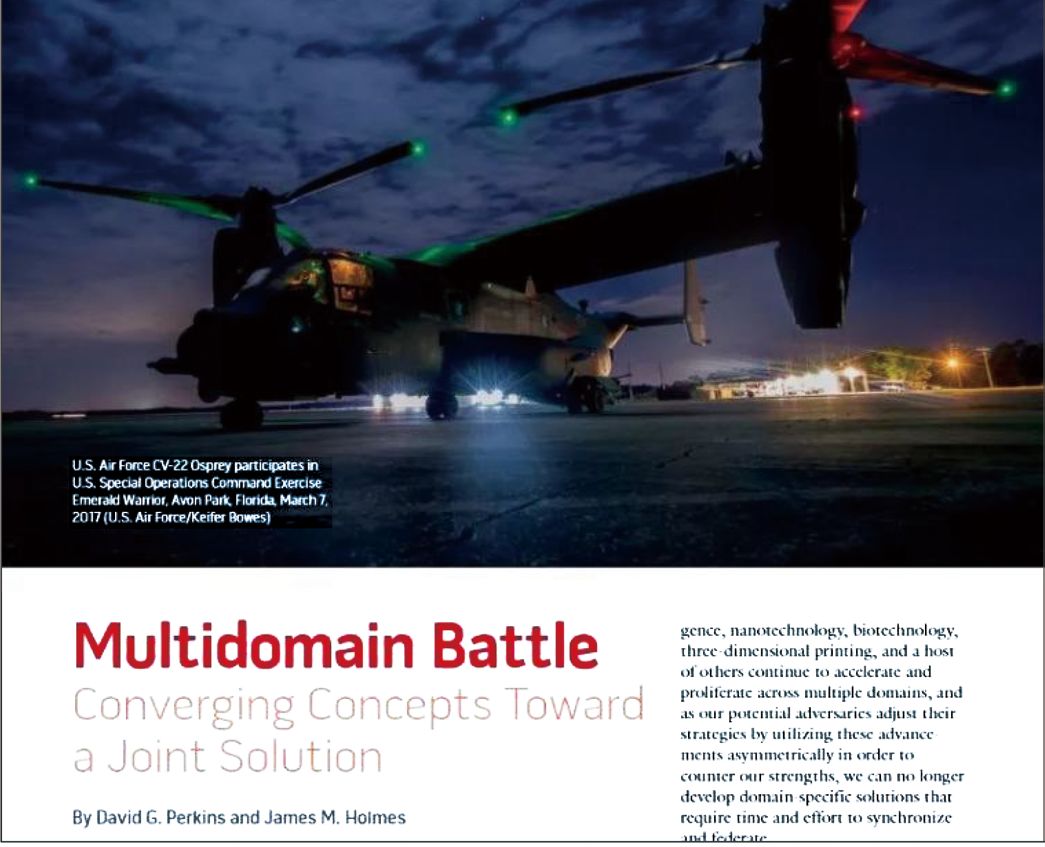 U.S. Air Force CV-22 Osprey participates in
U.S. Special Operations Command Exercise
Emerald Warrior, Avon Park, Florida, March 7,
2017 (U.S. Air Force/Keifer Bowes)
Multidomain Battle
Converging Concepts Toward
a Joint Solution
By David G. Perkins and James M. Holmes
gence, nanotechnology, biotechnology,
three-dimensional printing, and a host
of others continue to accelerate and
proliferate across multiple domains, and
as our potential adversaries adjust their
strategies by utilizing these advance-
ments asymmetrically in order to
counter our strengths, we can no longer
develop domain-specific solutions that
require time and effort to synchronize
and federate